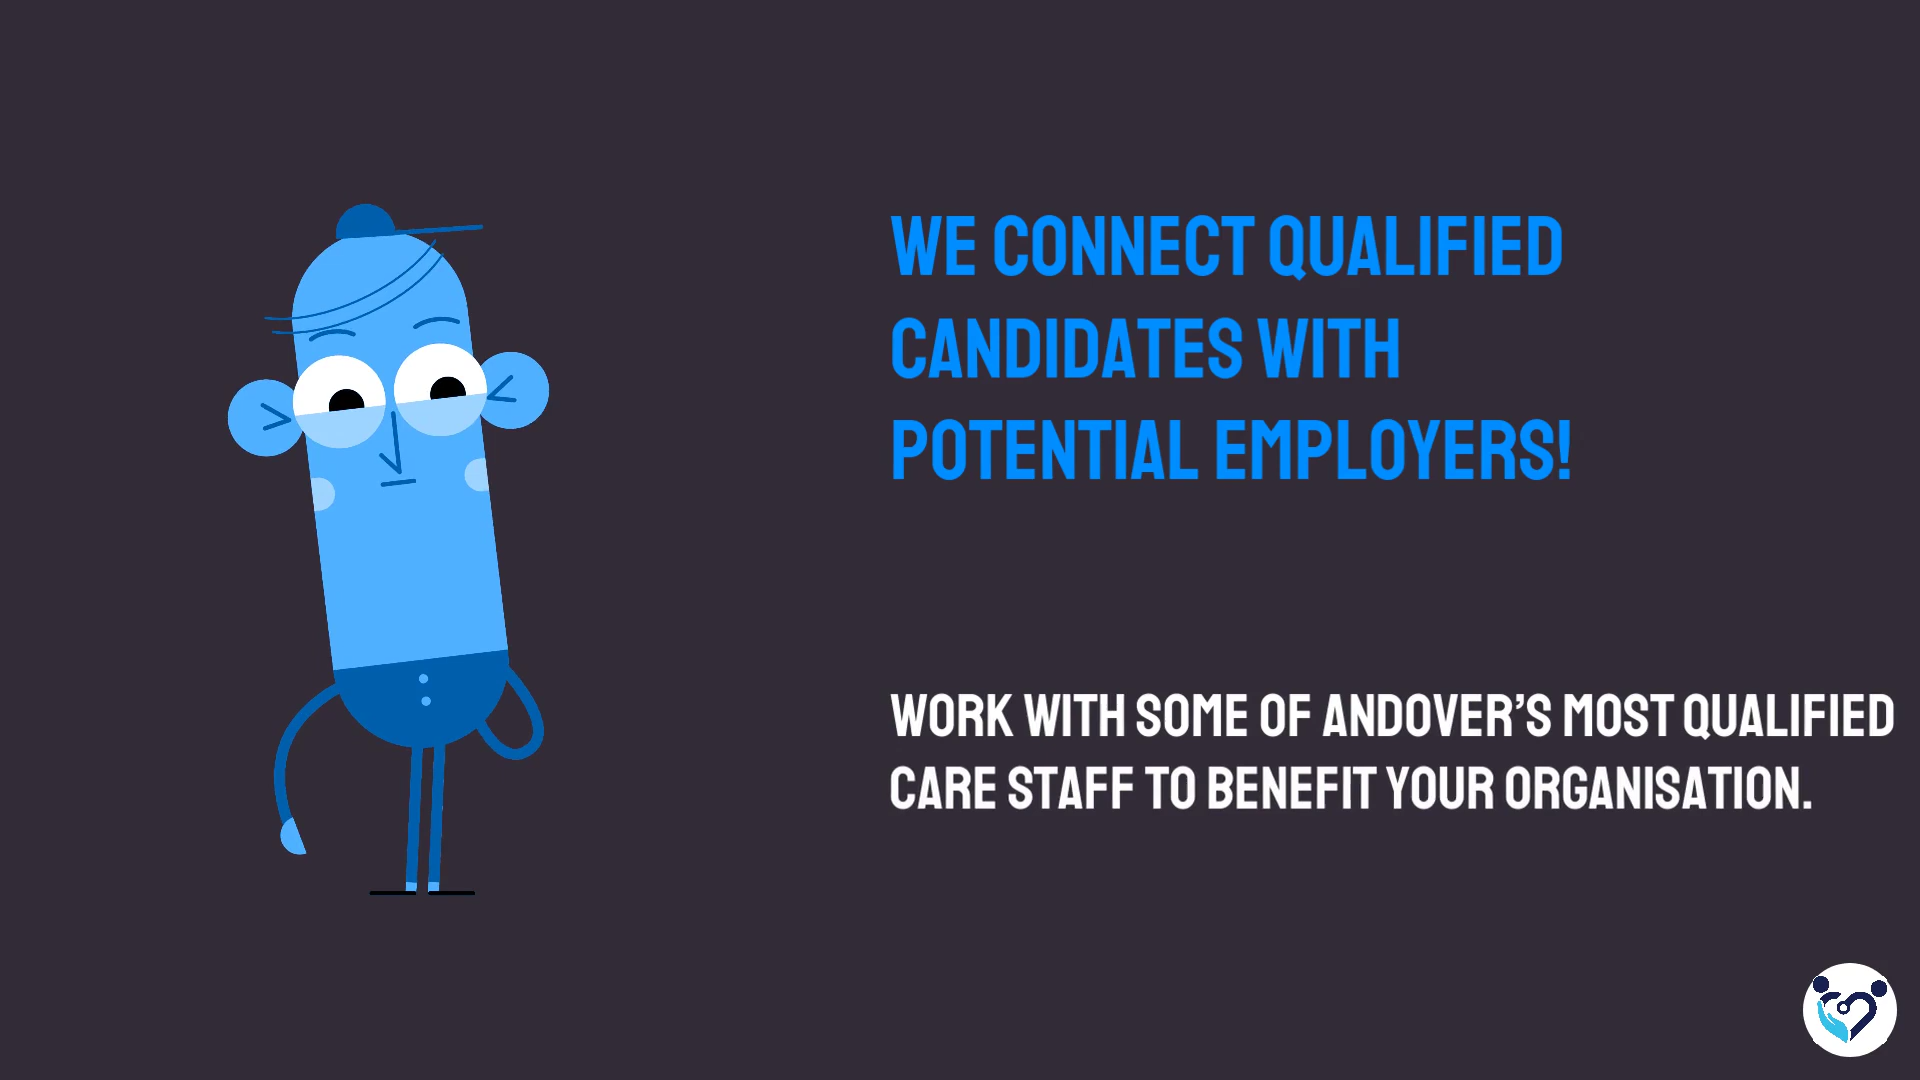 WE CONNECT QUALIFIED
CANDIDATES WITH
POTENTIAL EMPLOYERS!
WORK WITH SOME OF ANDOVER’S MOST QUALIFIED
CARE STAFF TO BENEFIT YOUR ORGANISATION.